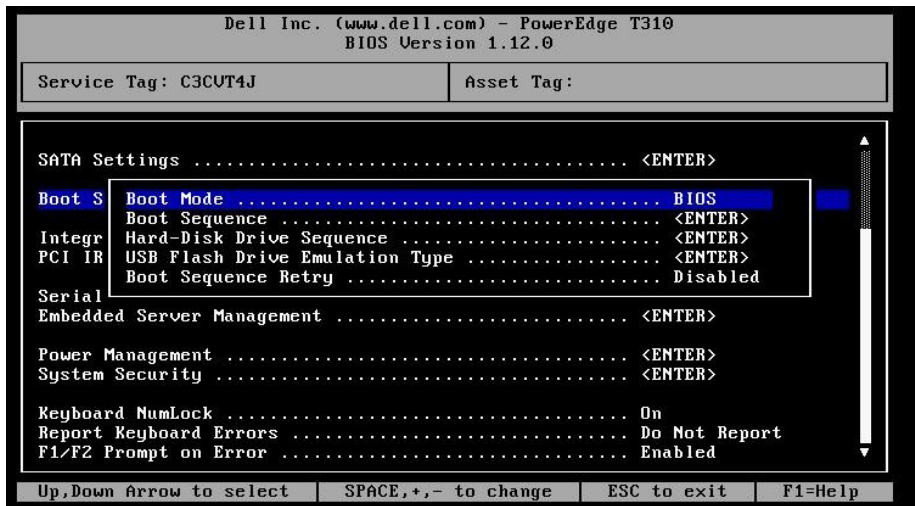 Dell Inc. (www.dell.com) - PowerEdge T310
BIOS Version 1.12.0
Service Tag: C3CVT4J
Asset Tag:
SATA Settings ........................................ <ENTER>
Boot S
Boot Mode ....................................... BIOS
Boot Sequence ................................... <ENTER>
Integr
Hard-Disk Drive Sequence ........................ <ENTER>
PCI IR
USB Flash Drive Emulation Type .................. <ENTER>
Boot Sequence Retry ............................. Disabled
Serial
Embedded Server Management ........................... <ENTER>
Power Management ..................................... <ENTER>
System Security ...................................... <ENTER>
Keyboard NumLock ..................................... On
Report Keyboard Errors ............................... Do Not Report
F1/F2 Prompt on Error ................................ Enabled
Up,Down Arrow to select
SPACE,+,- to change
ESC to exit
F1=Help